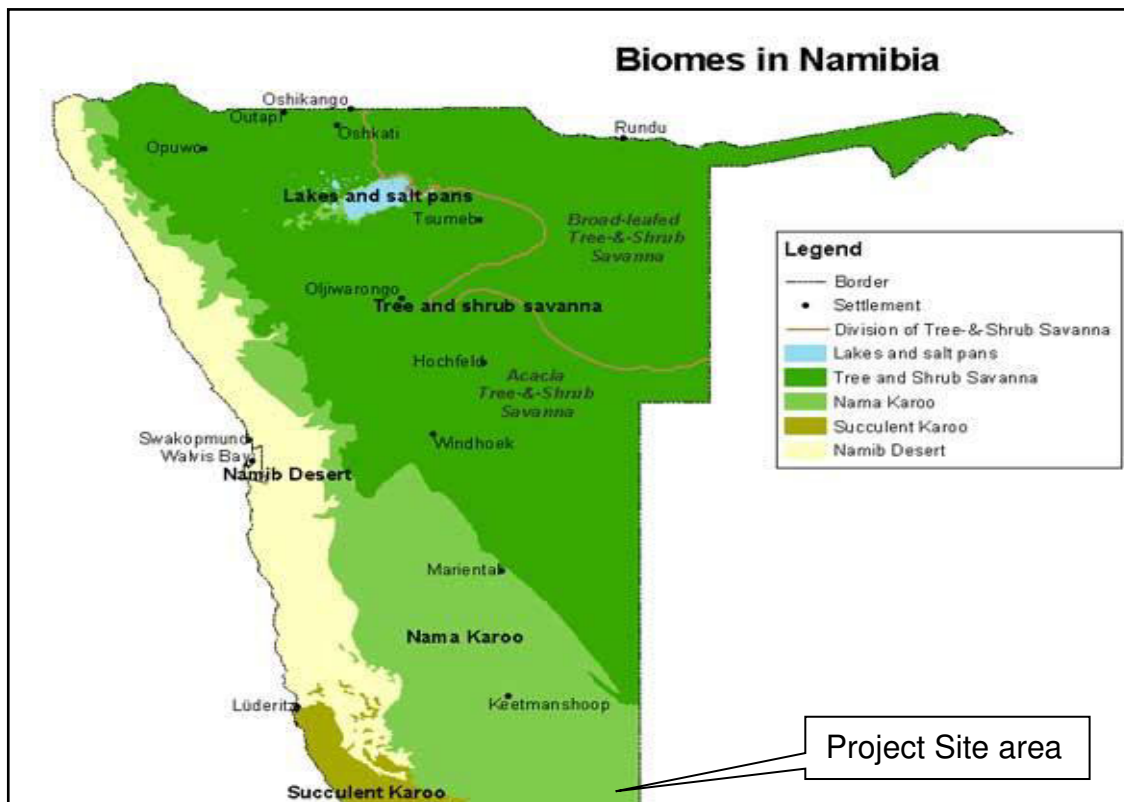 Biomes in Namibia
Oshikango
Outapi
Oshkati
Rundu
Opuwo
Lakes and salt pans
Tsumeb
Broad-leafed
Tree-&-Shrub
Savanna
Legend
Border
Settlement
Division of Tree-&-Shrub Savanna
Lakes and salt pans
Tree and Shrub Savanna
Nama Karoo
Succulent Karoo
Namib Desert
Oljiwarongo
Tree and shrub savanna
Hochfeld
Acacia
Tree-&-Shrub
Savanna
Windhoek
Swakopmund
Walvis Bay
Namib Desert
Mariental
Nama Karoo
Keetmanshoop
Lüderitz
Project Site area
Succulent Karoo